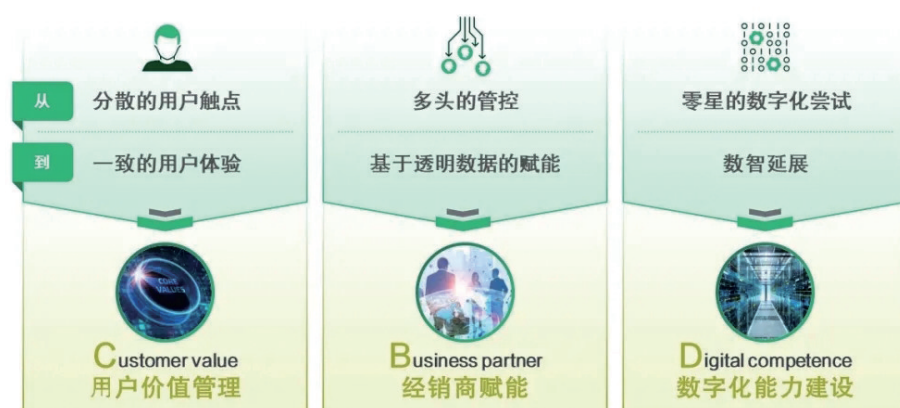 从
分散的用户触点
多头的管控
零星的数字化尝试
到
一致的用户体验
基于透明数据的赋能
数智延展
CORE
VALUES
Customer value
Business partner
Digital competence
用户价值管理
经销商赋能
数字化能力建设